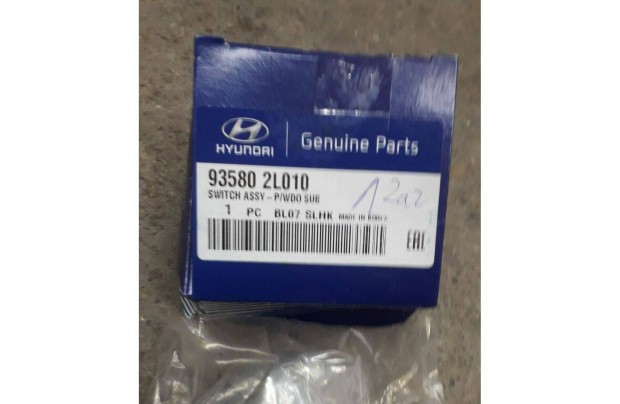 HYUNDAI
Genuine Parts
93580 2L010
SWITCH ASSY-P/WDO SUB
1 PC BL07 SLHK MADE IN KOREA
EAC